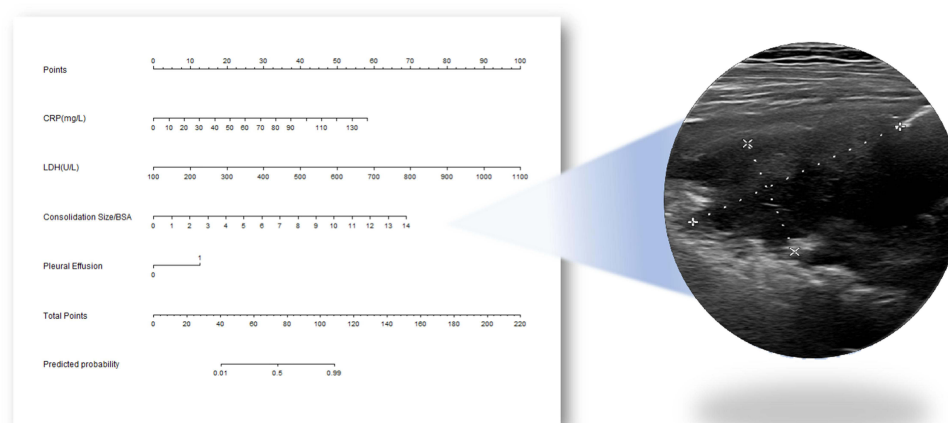 0 10 20 30 40 50 60 70 80 90 100
Points
CRP(mg/L)
0 10 20 30 40 50 60 70 80 90 110 130
LDH(U/L)
100 200 300 400 500 600 700 800 900 1000 1100
Consolidation Size/BSA
0 1 2 3 4 5 6 7 8 9 10 11 12 13 14
1
Pleural Effusion
0
Total Points
0 20 40 60 80 100 120 140 160 180 200 220
Predicted probability
0.01 0.5 0.99